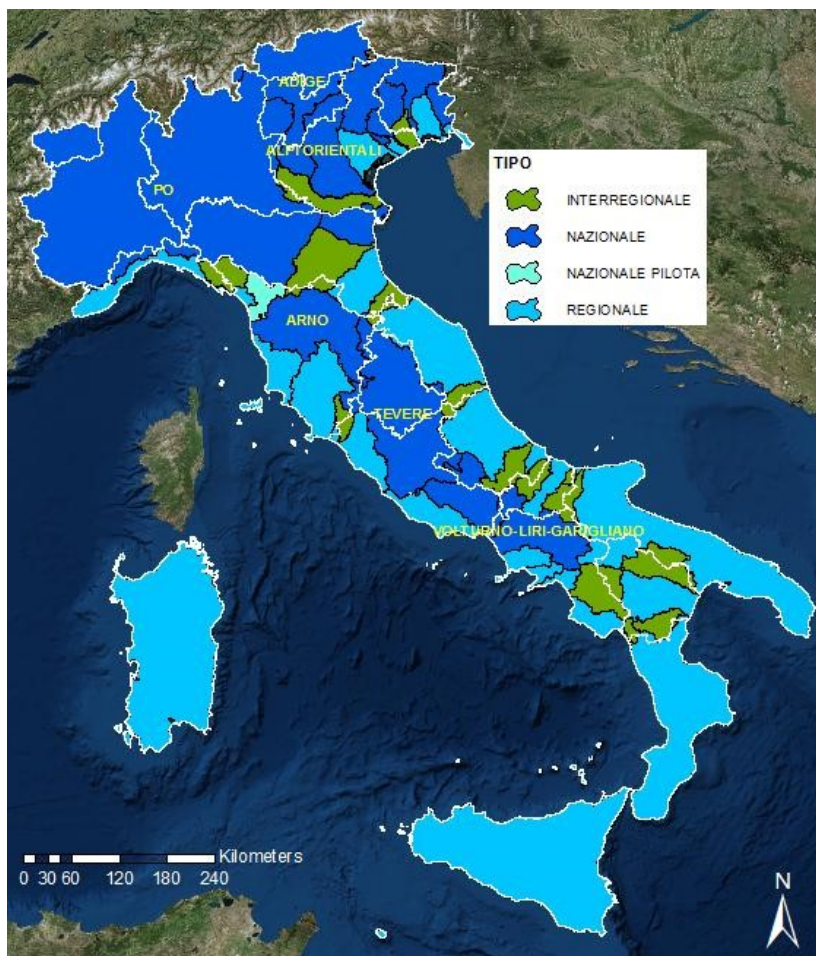 ADIGE
ALPI ORIENTALI
PO
ARNO
TEVERE
VOLTURNO-LIRI-GARIGLIANO
TIPO
INTERREGIONALE
NAZIONALE
NAZIONALE PILOTA
REGIONALE
Kilometers
0 30 60 120 180 240
N